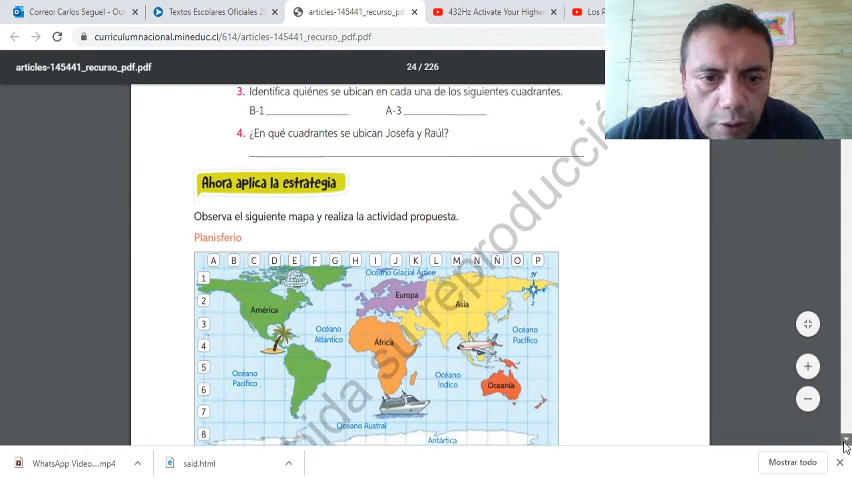 Correo: Carlos Seguel - Out
Textos Escolares Oficiales 2
articles-145441_recurso_pd
432Hz Activate Your Higher
Los P
curriculumnacional.mineduc.cl/614/articles-145441_recurso_pdf.pdf
articles-145441_recurso_pdf.pdf
24 / 226
3. Identifica quiénes se ubican en cada una de los siguientes cuadrantes.
B-1
A-3
4. ¿En qué cuadrantes se ubican Josefa y Raúl?
Ahora aplica la estrategia
Observa el siguiente mapa y realiza la actividad propuesta.
Planisferio
A B C D E F G H I J K L M N Ñ O P
Océano Glacial Ártico
1
2
3
4
5
6
7
8
Europa
América
Asia
Océano Atlántico
Océano Pacífico
África
Océano Pacífico
Océano Índico
Oceanía
Océano Austral
Antártica
hida su reproducción
WhatsApp Video....mp4
said.html
Mostrar todo